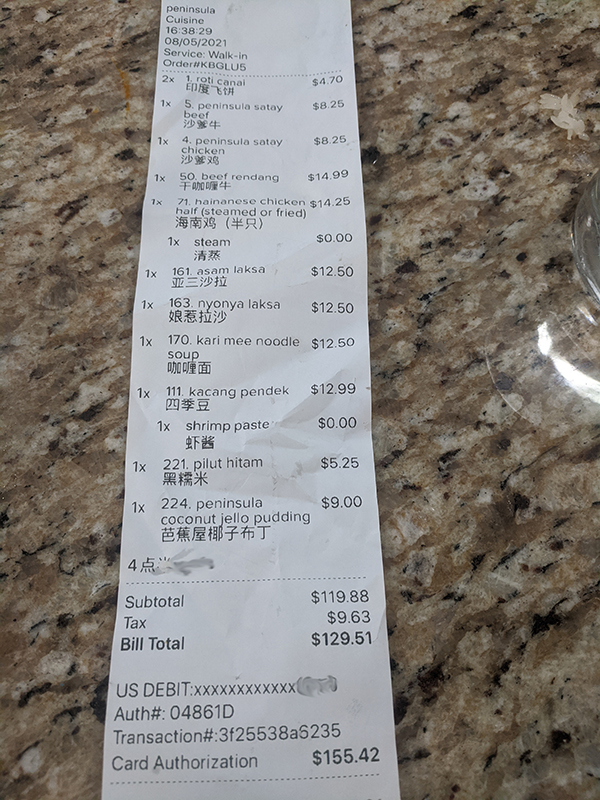 peninsula
Cuisine
16:38:29
08/05/2021
Service: Walk-in
Order#KBGLU5
2x 1. roti canai $4.70
印度飞饼
1x 5. peninsula satay $8.25
beef
沙爹牛
1x 4. peninsula satay $8.25
chicken
沙爹鸡
1x 50. beef rendang $14.99
干咖喱牛
1x 71. hainanese chicken $14.25
half (steamed or fried)
海南鸡 (半只)
1x steam $0.00
清蒸
1x 161. asam laksa $12.50
亚三沙拉
1x 163. nyonya laksa $12.50
娘惹拉沙
1x 170. kari mee noodle $12.50
soup
咖喱面
1x 111. kacang pendek $12.99
四季豆
1x shrimp paste $0.00
虾酱
1x 221. pilut hitam $5.25
黑糯米
1x 224. peninsula $9.00
coconut jello pudding
芭蕉屋椰子布丁
4点
Subtotal $119.88
Tax $9.63
Bill Total $129.51
US DEBIT:xxxxxxxxxxxx
Auth#: 04861D
Transaction#:3f25538a6235
Card Authorization $155.42